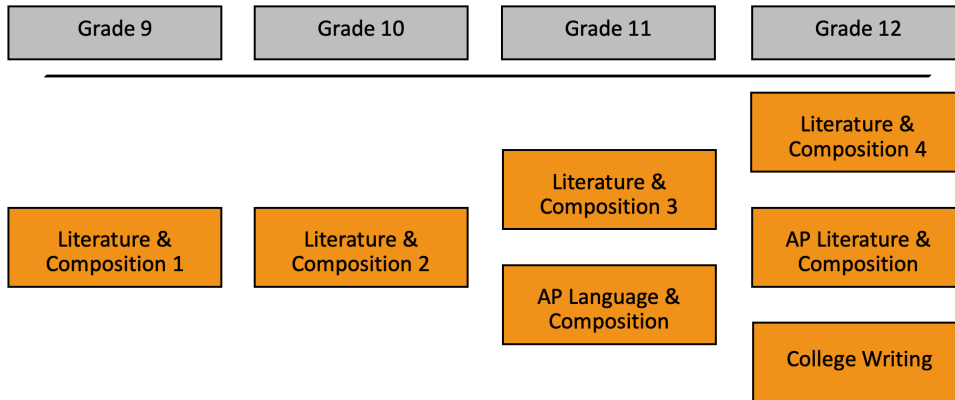 Grade 9
Grade 10
Grade 11
Grade 12
Literature &
Composition 1
Literature &
Composition 2
Literature &
Composition 3
AP Language &
Composition
Literature &
Composition 4
AP Literature &
Composition
College Writing